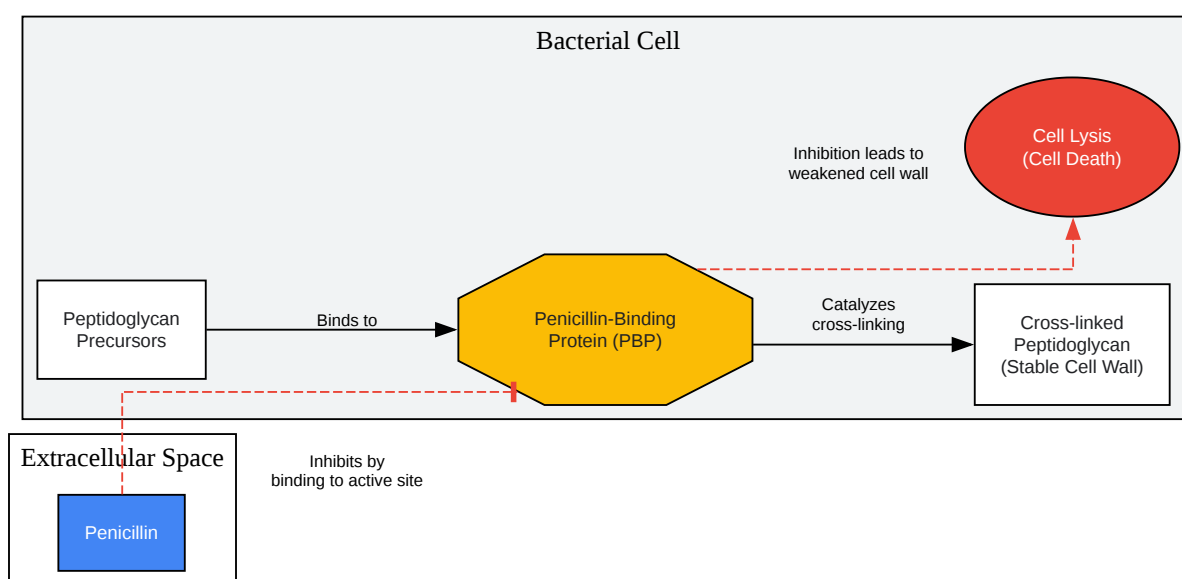 Bacterial Cell
Cell Lysis
(Cell Death)
Inhibition leads to
weakened cell wall
Peptidoglycan
Precursors
Binds to
Penicillin-Binding
Protein (PBP)
Catalyzes
cross-linking
Cross-linked
Peptidoglycan
(Stable Cell Wall)
Extracellular Space
Penicillin
Inhibits by
binding to active site